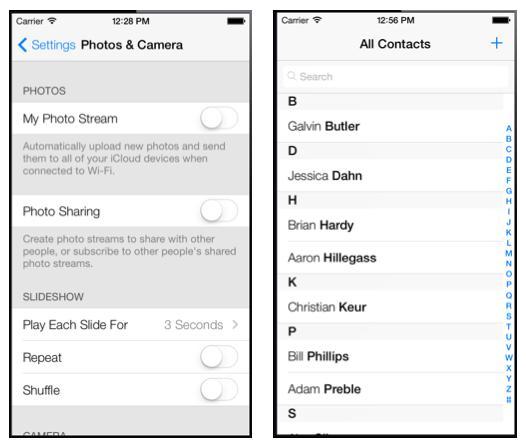 Carrier 12:28 PM
Settings Photos & Camera
PHOTOS
My Photo Stream
Automatically upload new photos and send
them to all of your iCloud devices when
connected to Wi-Fi.
Photo Sharing
Create photo streams to share with other
people, or subscribe to other people's shared
photo streams.
SLIDESHOW
Play Each Slide For 3 Seconds
Repeat
Shuffle
CAMERA
Carrier 12:56 PM
All Contacts +
Search
B
Galvin Butler
D
Jessica Dahn
H
Brian Hardy
Aaron Hillegass
K
Christian Keur
P
Bill Phillips
Adam Preble
S
A
B
C
D
E
F
G
H
I
J
K
L
M
N
O
P
Q
R
S
T
U
V
W
X
Y
Z
#